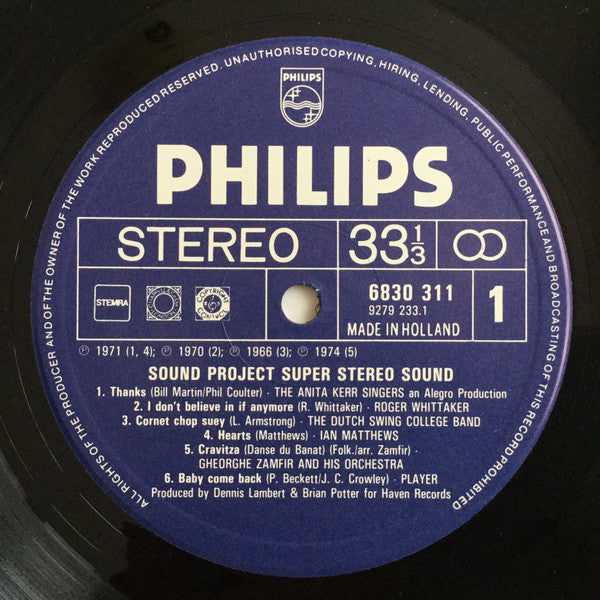 ALL RIGHTS OF THE PRODUCER AND OF THE OWNER OF THE WORK REPRODUCED RESERVED. UNAUTHORISED COPYING, HIRING, LENDING, PUBLIC PERFORMANCE AND BROADCASTING OF THIS RECORD PROHIBITED
PHILIPS
PHILIPS
STEREO 33 1/3
STEMRA COPYRIGHT CONTROL 6830 311 1
9279 233.1
MADE IN HOLLAND
℗ 1971 (1, 4); ℗ 1970 (2); ℗ 1966 (3); ℗ 1974 (5)
SOUND PROJECT SUPER STEREO SOUND
1. Thanks (Bill Martin/Phil Coulter) · THE ANITA KERR SINGERS an Alegro Production
2. I don't believe in if anymore (R. Whittaker) · ROGER WHITTAKER
3. Cornet chop suey (L. Armstrong) · THE DUTCH SWING COLLEGE BAND
4. Hearts (Matthews) · IAN MATTHEWS
5. Cravitza (Danse du Banat) (Folk./arr. Zamfir) ·
GHEORGHE ZAMFIR AND HIS ORCHESTRA
6. Baby come back (P. Beckett/J. C. Crowley) · PLAYER
Produced by Dennis Lambert & Brian Potter for Haven Records